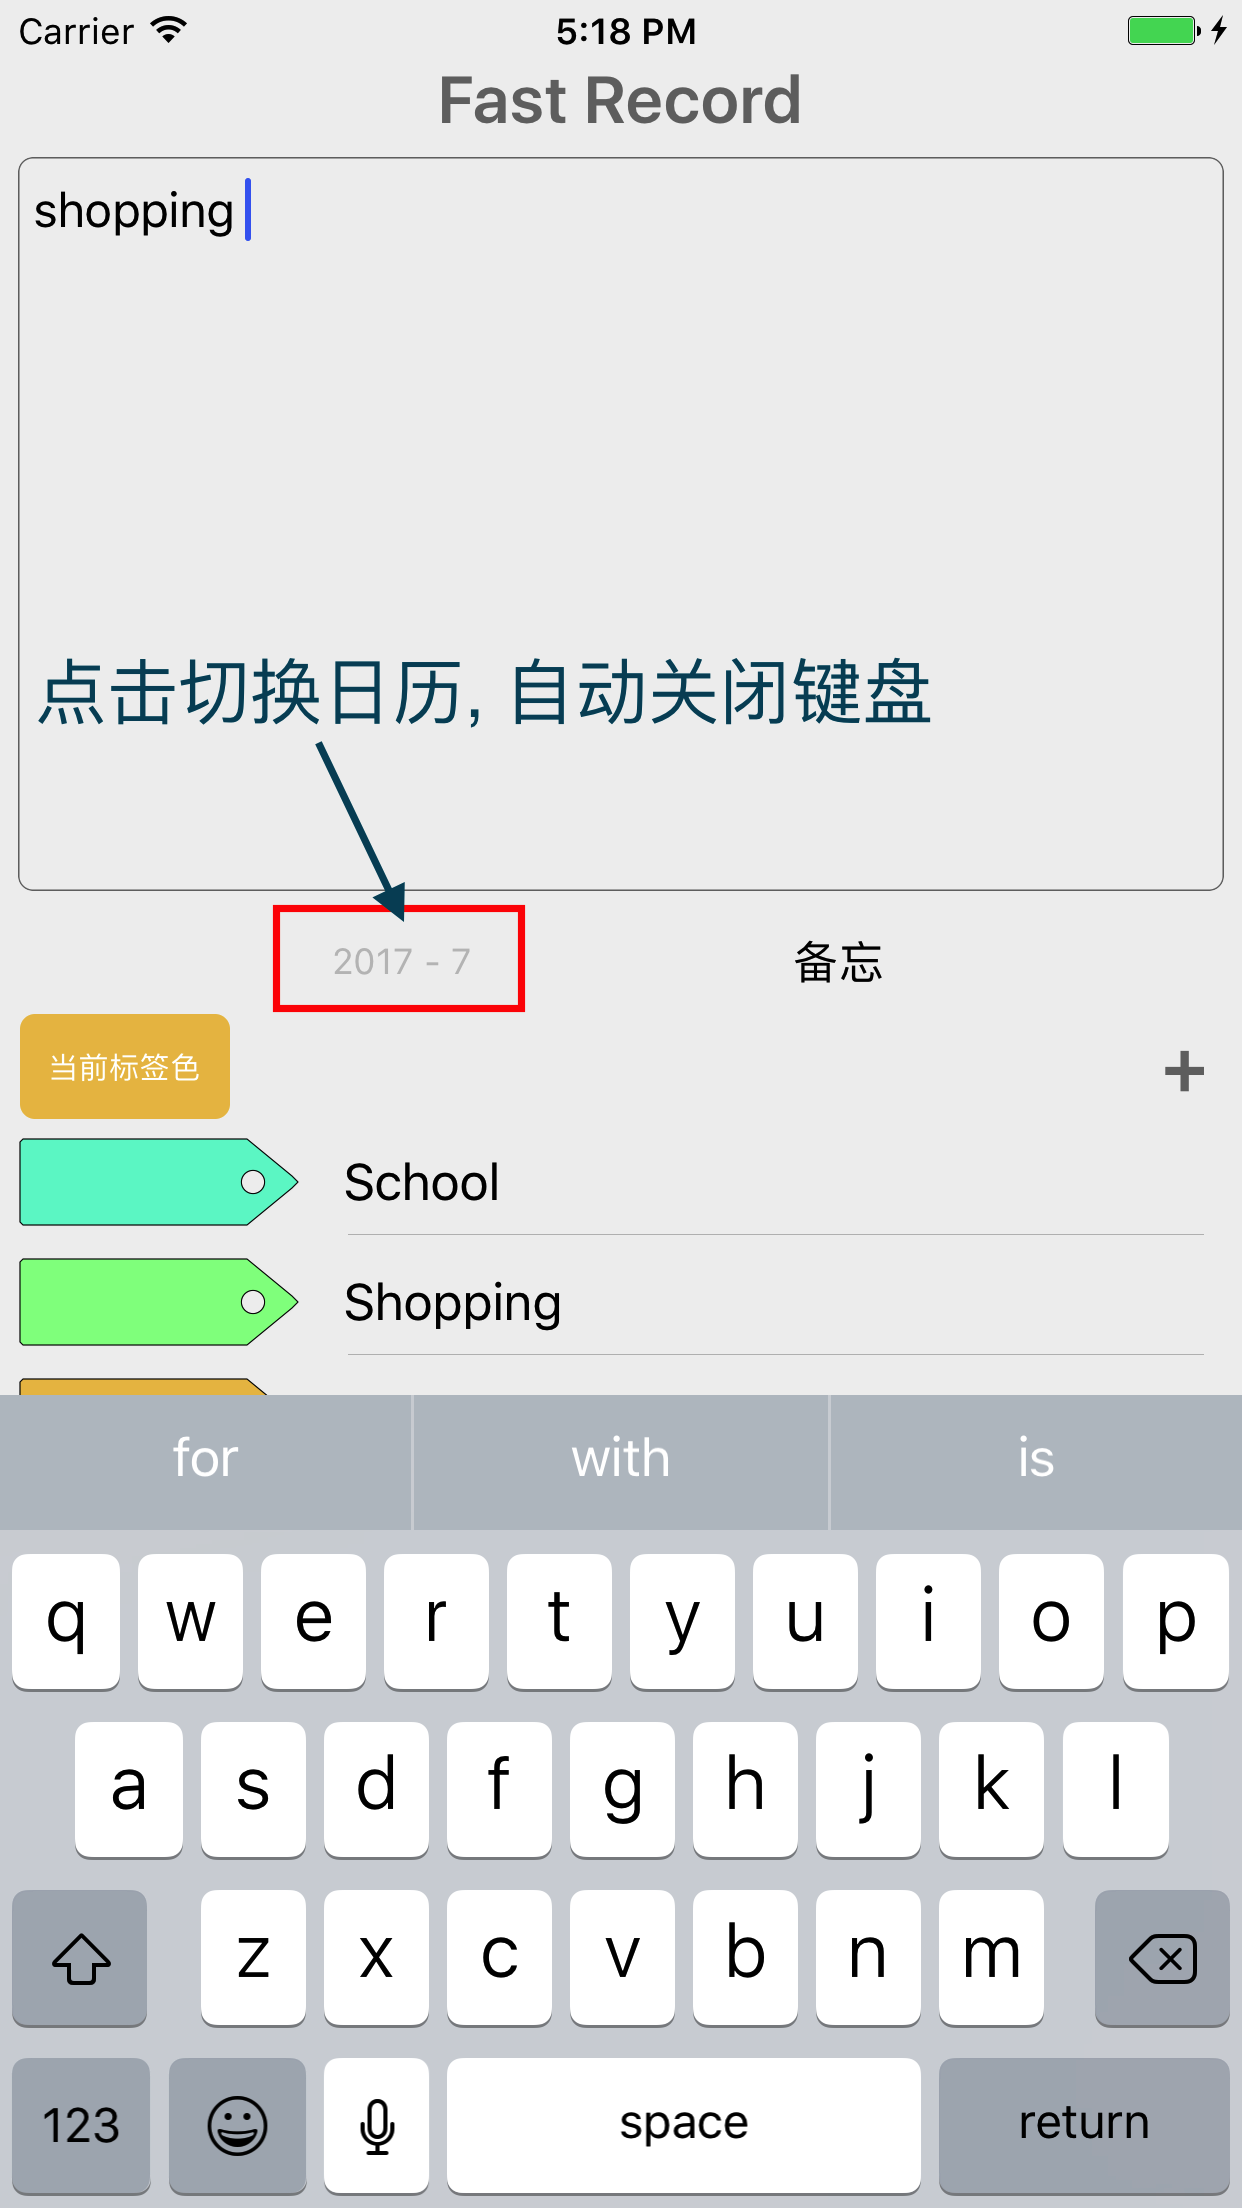 Carrier 5:18 PM
Fast Record
shopping
点击切换日历, 自动关闭键盘
2017 - 7 备忘
当前标签色 +
School
Shopping
for with is
q w e r t y u i o p
a s d f g h j k l
z x c v b n m
123 space return